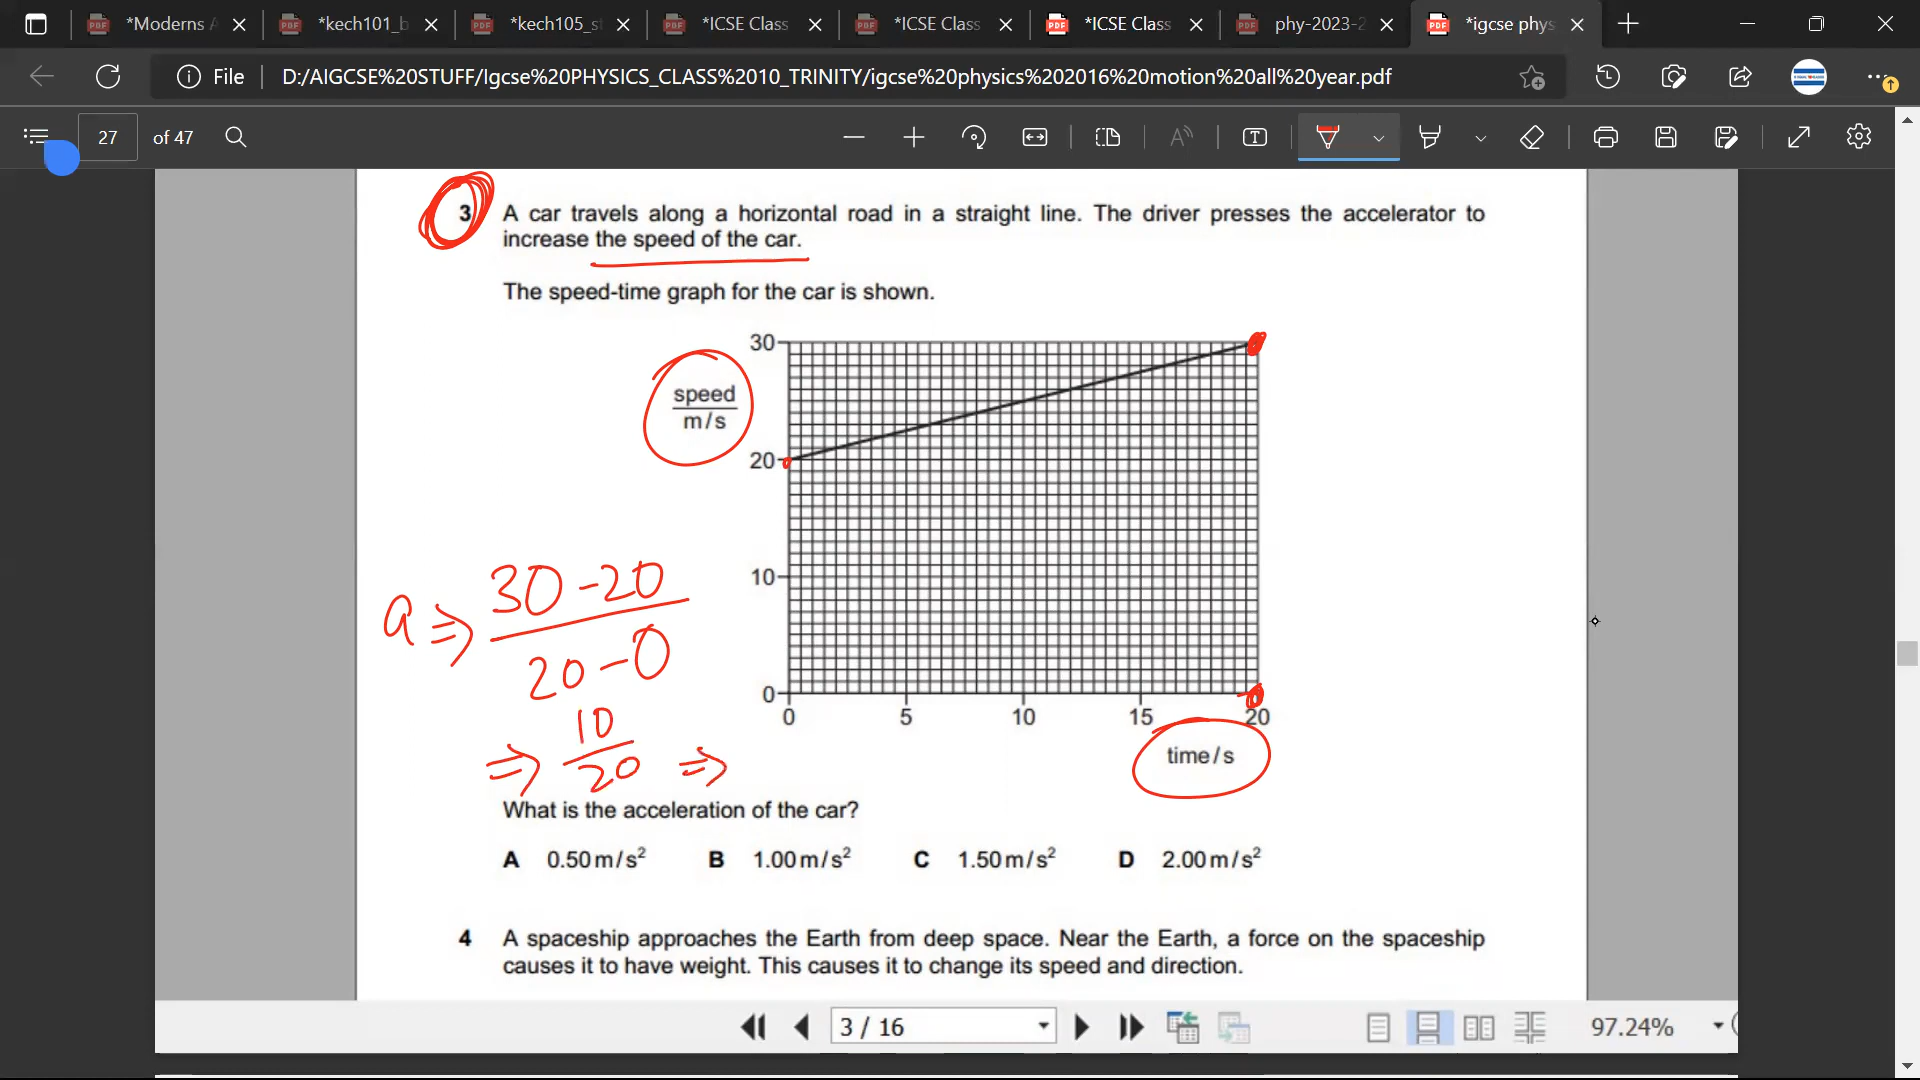 *Moderns A
*kech101_b
*kech105_st
*ICSE Class
*ICSE Class
*ICSE Class
phy-2023-2
*igcse phys
File
D:/AIGCSE%20STUFF/Igcse%20PHYSICS_CLASS%2010_TRINITY/igcse%20physics%202016%20motion%20all%20year.pdf
27 of 47
3 A car travels along a horizontal road in a straight line. The driver presses the accelerator to
increase the speed of the car.
The speed-time graph for the car is shown.
30
speed
m/s
20
10
0
0 5 10 15 20
time/s
a ⇒ 30-20
20-0
⇒ 10
20 ⇒
What is the acceleration of the car?
A 0.50 m/s² B 1.00 m/s² C 1.50 m/s² D 2.00 m/s²
4 A spaceship approaches the Earth from deep space. Near the Earth, a force on the spaceship
causes it to have weight. This causes it to change its speed and direction.
3 / 16
97.24%